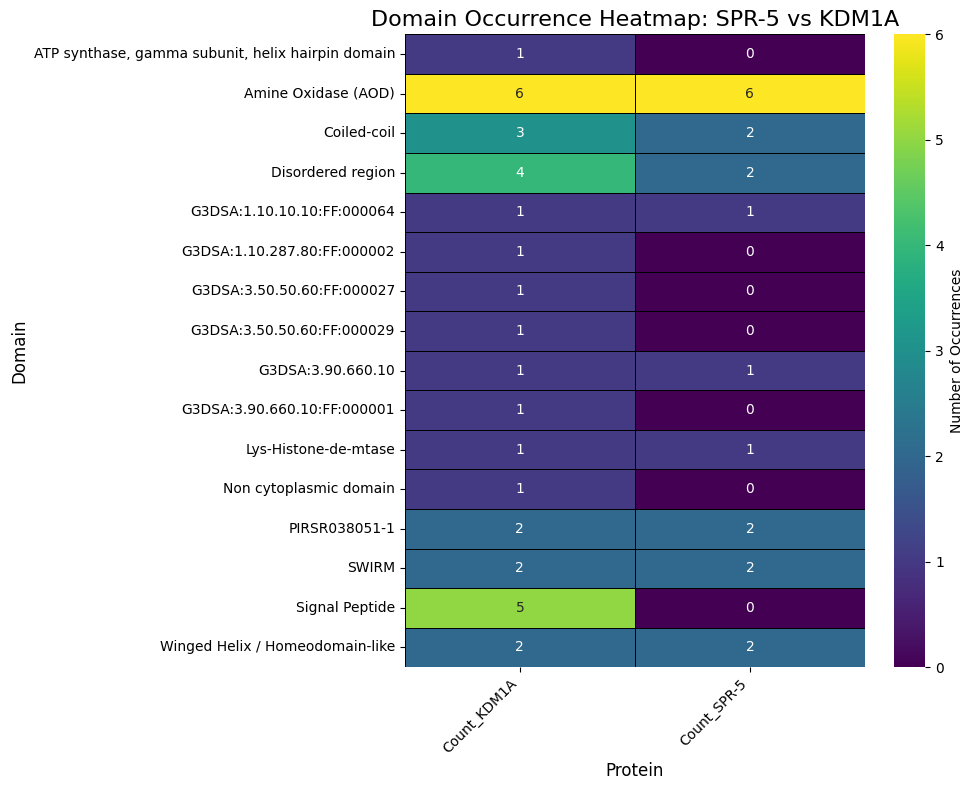 Domain Occurrence Heatmap: SPR-5 vs KDM1A
ATP synthase, gamma subunit, helix hairpin domain 1 0
Amine Oxidase (AOD) 6 6
Coiled-coil 3 2
Disordered region 4 2
G3DSA:1.10.10.10:FF:000064 1 1
G3DSA:1.10.287.80:FF:000002 1 0
G3DSA:3.50.50.60:FF:000027 1 0
G3DSA:3.50.50.60:FF:000029 1 0
G3DSA:3.90.660.10 1 1
G3DSA:3.90.660.10:FF:000001 1 0
Lys-Histone-de-mtase 1 1
Non cytoplasmic domain 1 0
PIRSR038051-1 2 2
SWIRM 2 2
Signal Peptide 5 0
Winged Helix / Homeodomain-like 2 2
Domain
Count_KDM1A
Count_SPR-5
Protein
6
5
4
3
2
1
0
Number of Occurrences